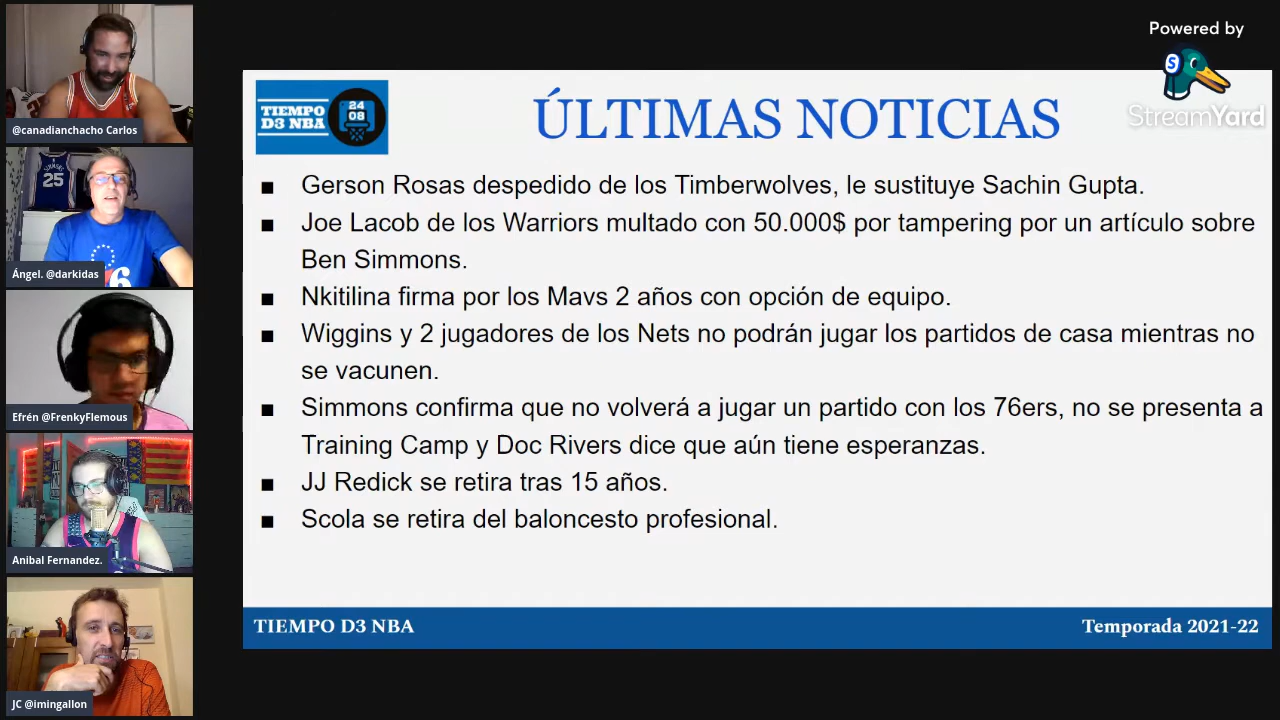 @canadianchacho Carlos
SIMMONS
25
Ángel. @darkidas
Efrén @FrenkyFlemous
Anibal Fernandez.
JC @imingallon
Powered by
S
StreamYard
TIEMPO
D3 NBA
24
08
ÚLTIMAS NOTICIAS
■ Gerson Rosas despedido de los Timberwolves, le sustituye Sachin Gupta.
■ Joe Lacob de los Warriors multado con 50.000$ por tampering por un artículo sobre
Ben Simmons.
■ Nkitilina firma por los Mavs 2 años con opción de equipo.
■ Wiggins y 2 jugadores de los Nets no podrán jugar los partidos de casa mientras no
se vacunen.
■ Simmons confirma que no volverá a jugar un partido con los 76ers, no se presenta a
Training Camp y Doc Rivers dice que aún tiene esperanzas.
■ JJ Redick se retira tras 15 años.
■ Scola se retira del baloncesto profesional.
TIEMPO D3 NBA
Temporada 2021-22